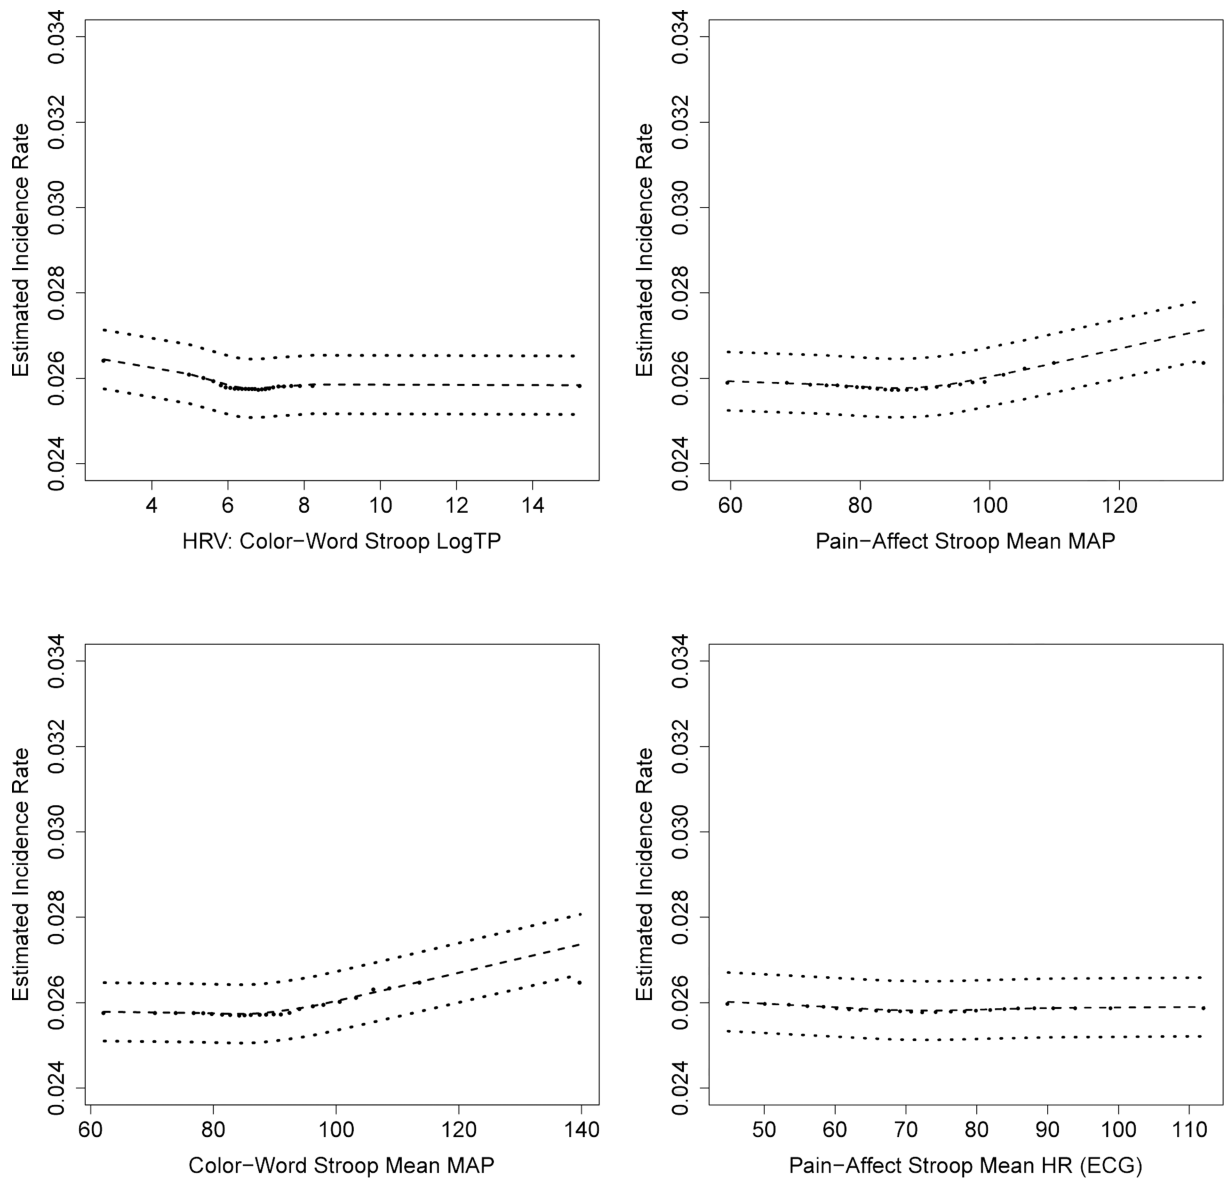 Estimated Incidence Rate
0.024 0.026 0.028 0.030 0.032 0.034
4 6 8 10 12 14
HRV: Color−Word Stroop LogTP
Estimated Incidence Rate
0.024 0.026 0.028 0.030 0.032 0.034
60 80 100 120
Pain−Affect Stroop Mean MAP
Estimated Incidence Rate
0.024 0.026 0.028 0.030 0.032 0.034
60 80 100 120 140
Color−Word Stroop Mean MAP
Estimated Incidence Rate
0.024 0.026 0.028 0.030 0.032 0.034
50 60 70 80 90 100 110
Pain−Affect Stroop Mean HR (ECG)